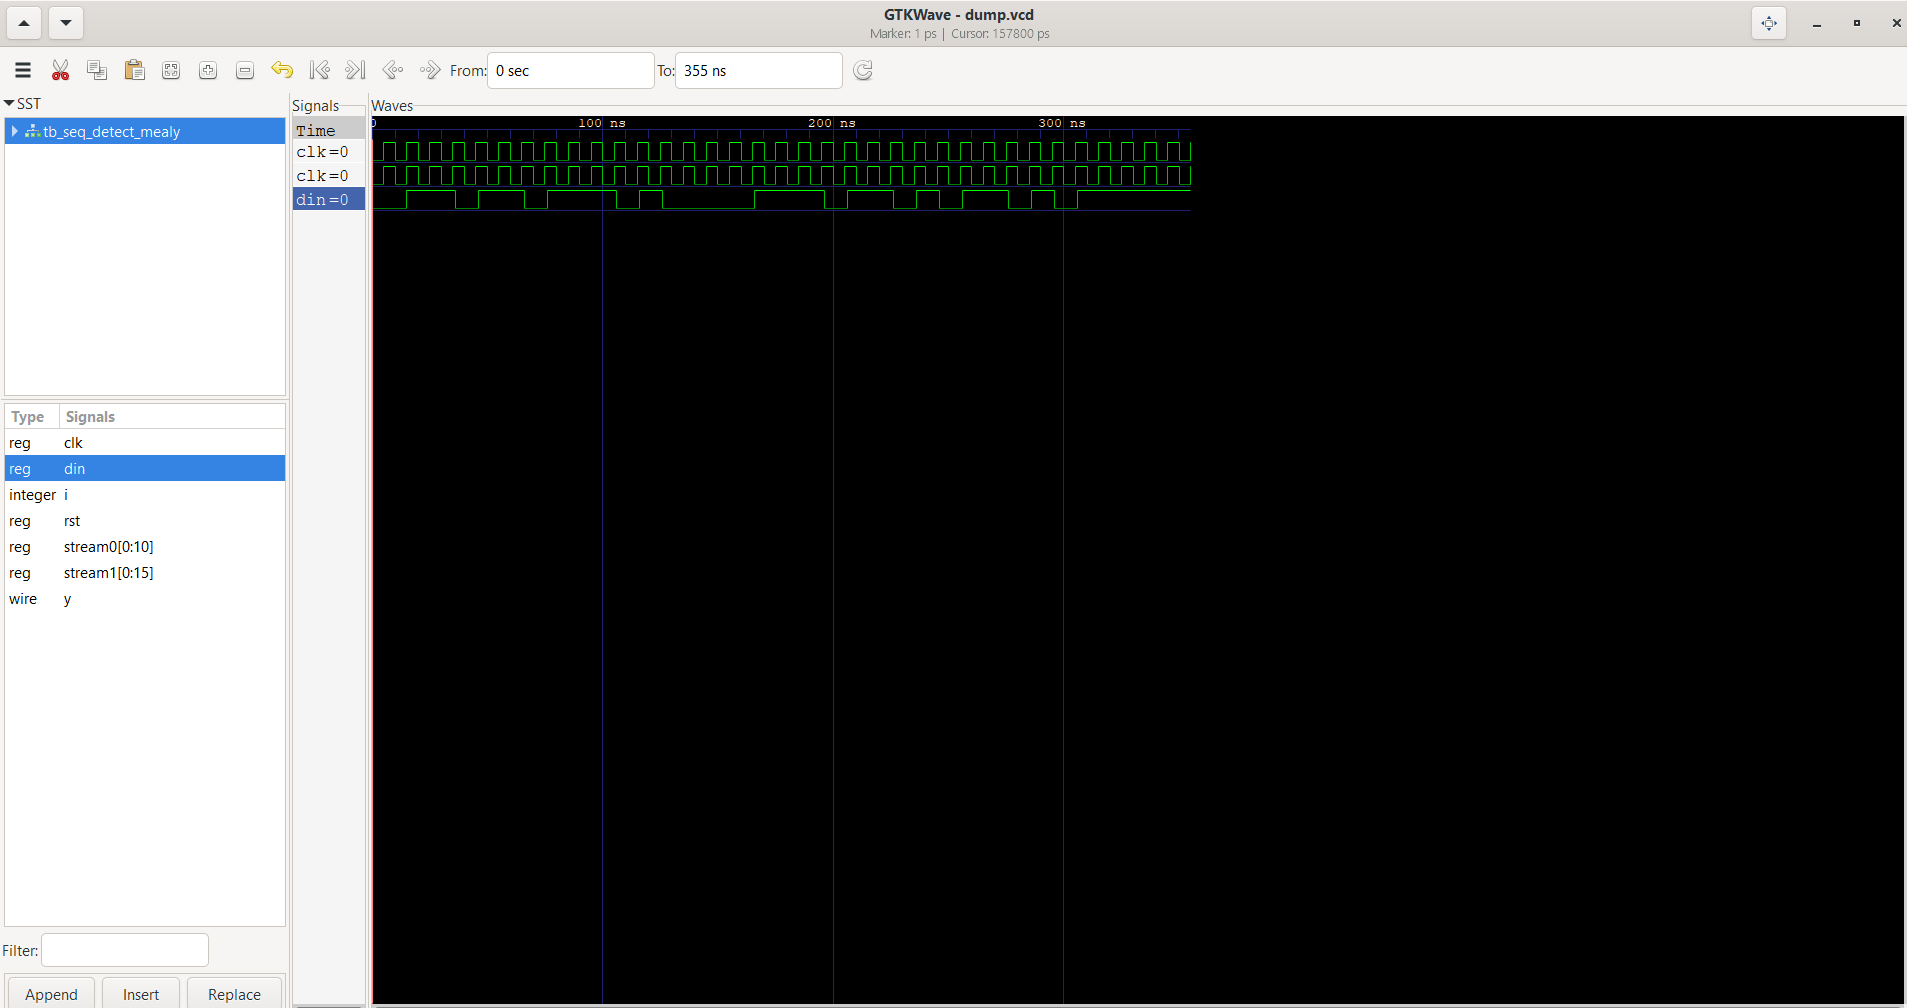 GTKWave - dump.vcd
Marker: 1 ps | Cursor: 157800 ps
From: 0 sec To: 355 ns
SST
tb_seq_detect_mealy
Type Signals
reg clk
reg din
integer i
reg rst
reg stream0[0:10]
reg stream1[0:15]
wire y
Filter:
Append Insert Replace
Signals
Time
clk=0
clk=0
din=0
Waves
0 100 ns 200 ns 300 ns